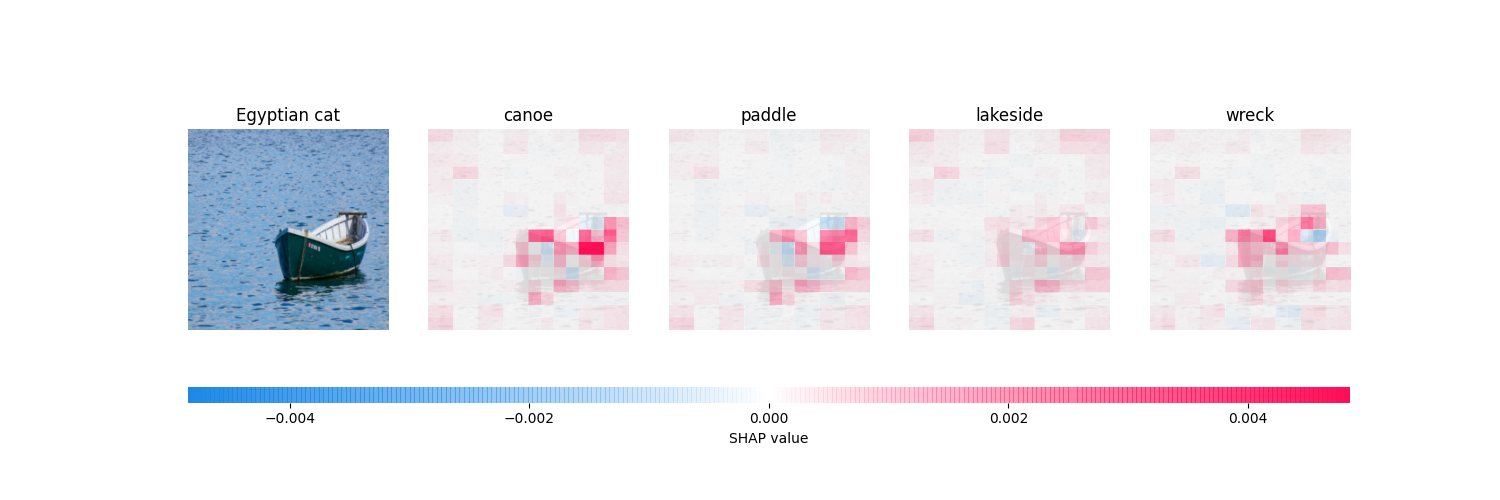 Egyptian cat canoe paddle lakeside wreck
−0.004 −0.002 0.000 0.002 0.004
SHAP value